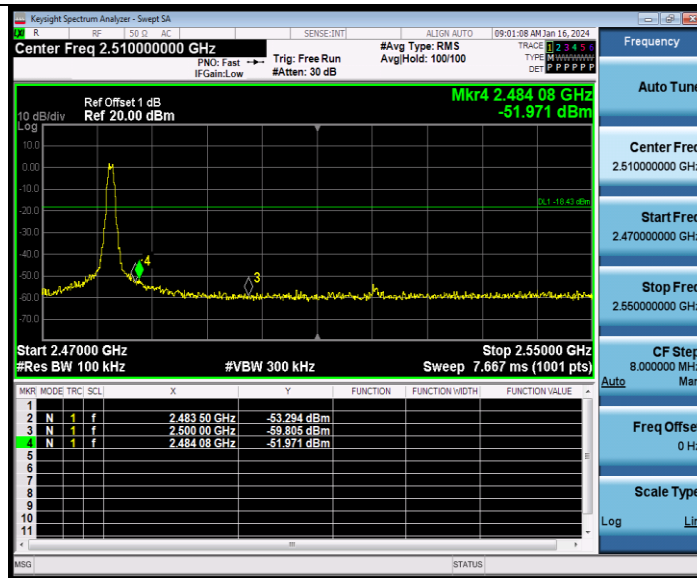 Keysight Spectrum Analyzer - Swept SA
R RF 50 Ω AC SENSE:INT ALIGN AUTO 09:01:08 AM Jan 16, 2024
Center Freq 2.510000000 GHz #Avg Type: RMS TRACE 1 2 3 4 5 6
PNO: Fast Trig: Free Run Avg|Hold: 100/100 TYPE M
IFGain:Low #Atten: 30 dB DET P P P P P P
Mkr4 2.484 08 GHz
Ref Offset 1 dB
10 dB/div Ref 20.00 dBm -51.971 dBm
Log
10.0
0.00
-10.0
DL1 -18.43 dBm
-20.0
-30.0
-40.0
4
-50.0
3
-60.0
-70.0
Start 2.47000 GHz Stop 2.55000 GHz
#Res BW 100 kHz #VBW 300 kHz Sweep 7.667 ms (1001 pts)
MKR MODE TRC SCL X Y FUNCTION FUNCTION WIDTH FUNCTION VALUE
1
2 N 1 f 2.483 50 GHz -53.294 dBm
3 N 1 f 2.500 00 GHz -59.805 dBm
4 N 1 f 2.484 08 GHz -51.971 dBm
5
6
7
8
9
10
11
MSG STATUS
Frequency
Auto Tune
Center Freq
2.510000000 GHz
Start Freq
2.470000000 GHz
Stop Freq
2.550000000 GHz
CF Step
8.000000 MHz
Auto Man
Freq Offset
0 Hz
Scale Type
Log Lin